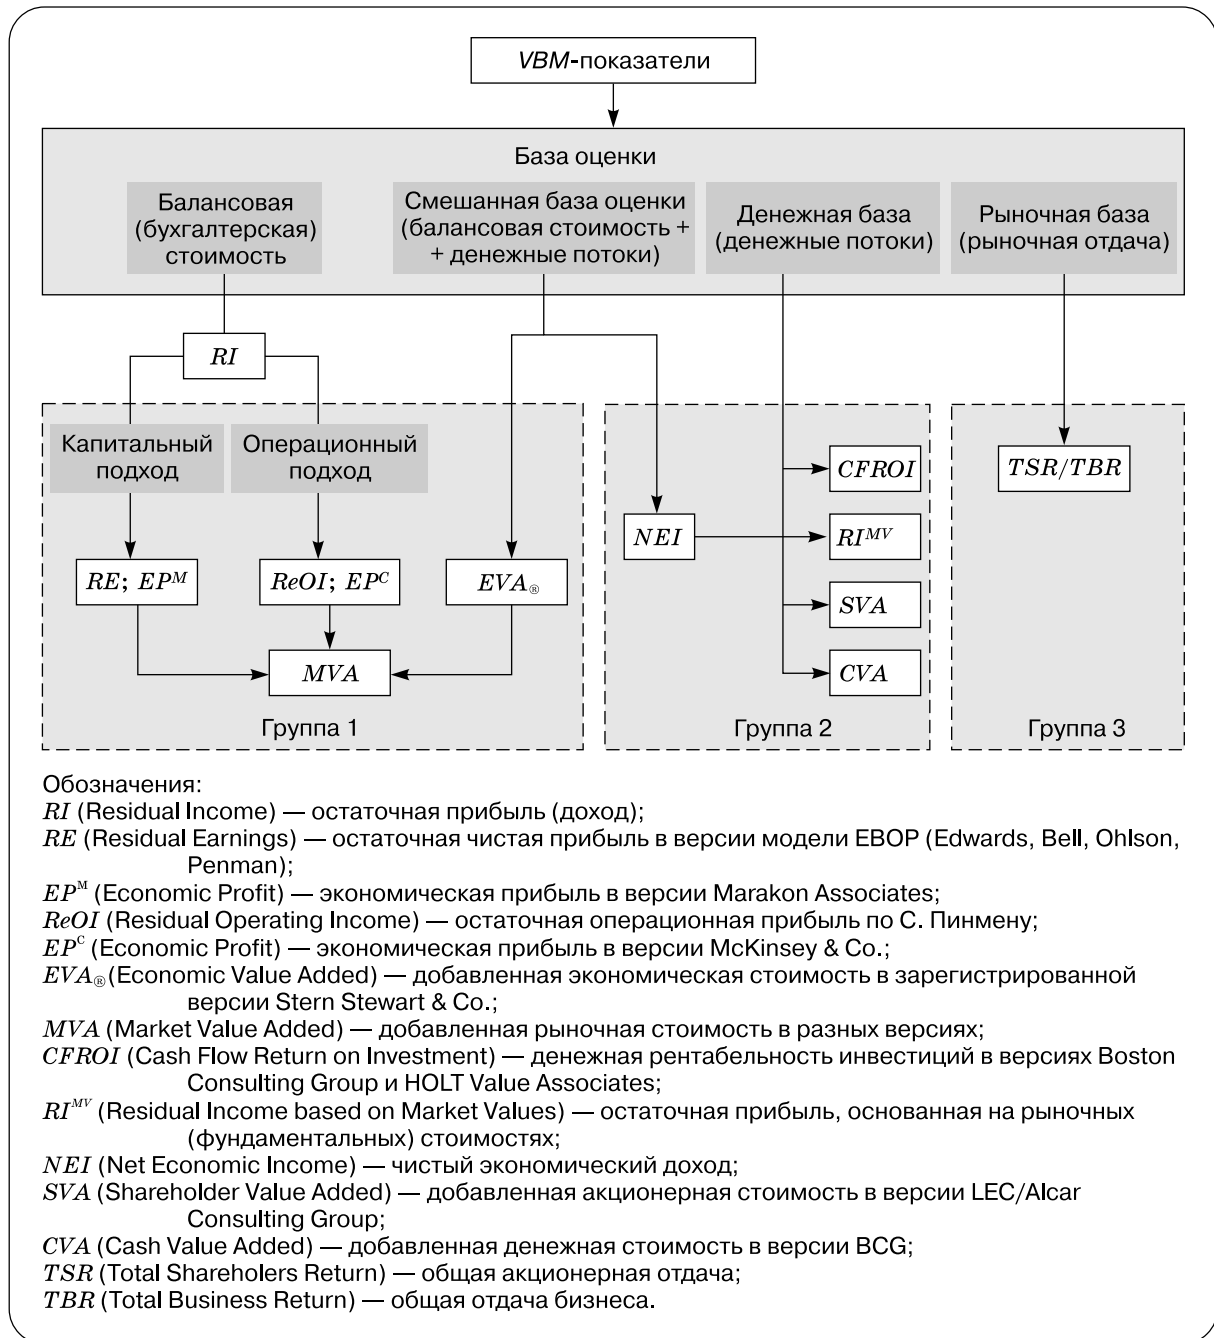 VBM-показатели
База оценки
Балансовая
(бухгалтерская)
стоимость
Смешанная база оценки
(балансовая стоимость +
+ денежные потоки)
Денежная база
(денежные потоки)
Рыночная база
(рыночная отдача)
RI
Капитальный
подход
Операционный
подход
RE; EP^M
ReOI; EP^C
EVA®
MVA
Группа 1
NEI
CFROI
RI^MV
SVA
CVA
Группа 2
TSR/TBR
Группа 3
Обозначения:
RI (Residual Income) — остаточная прибыль (доход);
RE (Residual Earnings) — остаточная чистая прибыль в версии модели EBOP (Edwards, Bell, Ohlson,
Penman);
EP^M (Economic Profit) — экономическая прибыль в версии Marakon Associates;
ReOI (Residual Operating Income) — остаточная операционная прибыль по С. Пинмену;
EP^C (Economic Profit) — экономическая прибыль в версии McKinsey & Co.;
EVA® (Economic Value Added) — добавленная экономическая стоимость в зарегистрированной
версии Stern Stewart & Co.;
MVA (Market Value Added) — добавленная рыночная стоимость в разных версиях;
CFROI (Cash Flow Return on Investment) — денежная рентабельность инвестиций в версиях Boston
Consulting Group и HOLT Value Associates;
RI^MV (Residual Income based on Market Values) — остаточная прибыль, основанная на рыночных
(фундаментальных) стоимостях;
NEI (Net Economic Income) — чистый экономический доход;
SVA (Shareholder Value Added) — добавленная акционерная стоимость в версии LEC/Alcar
Consulting Group;
CVA (Cash Value Added) — добавленная денежная стоимость в версии BCG;
TSR (Total Shareholers Return) — общая акционерная отдача;
TBR (Total Business Return) — общая отдача бизнеса.